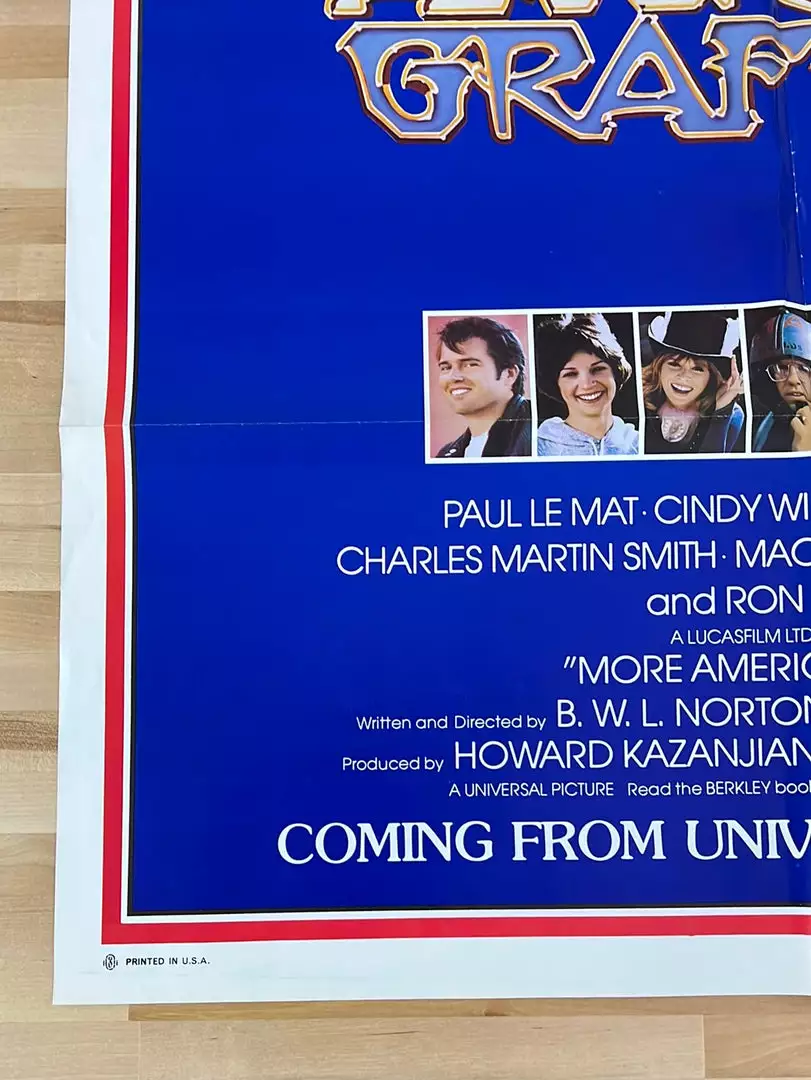 GRAF
PAUL LE MAT · CINDY WI
CHARLES MARTIN SMITH · MAC
and RON
A LUCASFILM LTD
"MORE AMERIC
Written and Directed by B. W. L. NORTON
Produced by HOWARD KAZANJIAN
A UNIVERSAL PICTURE Read the BERKLEY boo
COMING FROM UNIV
PRINTED IN U.S.A.